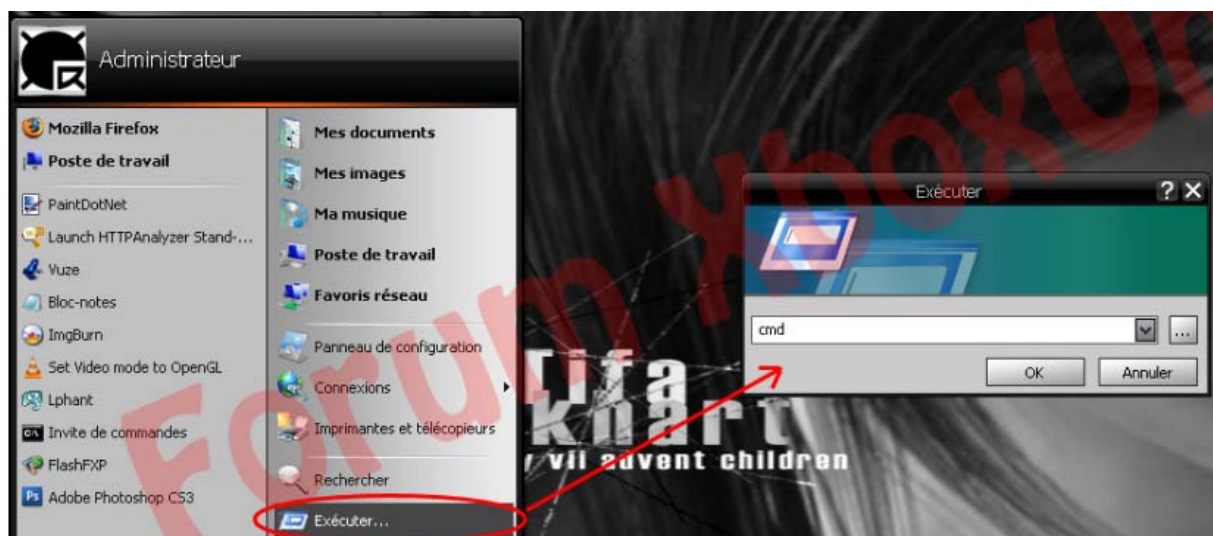 Administrateur
Mozilla Firefox
Poste de travail
PaintDotNet
Launch HTTPAnalyzer Stand-...
Vuze
Bloc-notes
ImgBurn
Set Video mode to OpenGL
Lphant
Invite de commandes
FlashFXP
Adobe Photoshop CS3
Mes documents
Mes images
Ma musique
Poste de travail
Favoris réseau
Panneau de configuration
Connexions
Imprimantes et télécopieurs
Rechercher
Exécuter...
Exécuter
cmd
...
OK
Annuler
Tifa
vii advent children
Forum